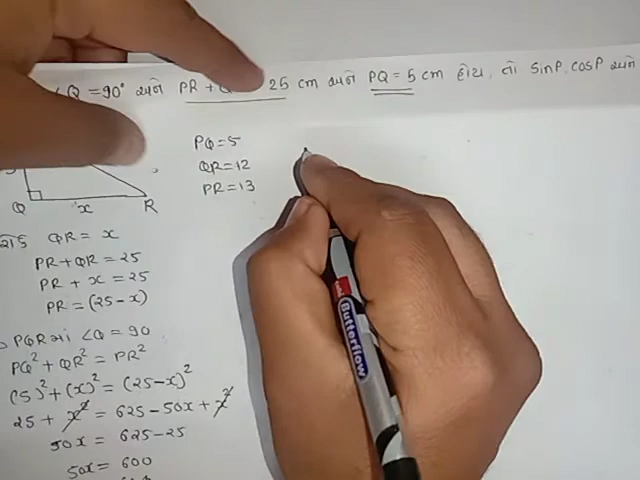 ∠Q = 90° અને PR + Q 25 cm અને PQ = 5 cm હોય, તો sinP, cosP અને
PQ = 5
QR = 12
PR = 13
Q x R
ધારો QR = x
PR + QR = 25
PR + x = 25
PR = (25 - x)
PQR માં ∠Q = 90
PQ² + QR² = PR²
(5)² + (x)² = (25 - x)²
25 + x² = 625 - 50x + x²
50x = 625 - 25
50x = 600
Butterflow